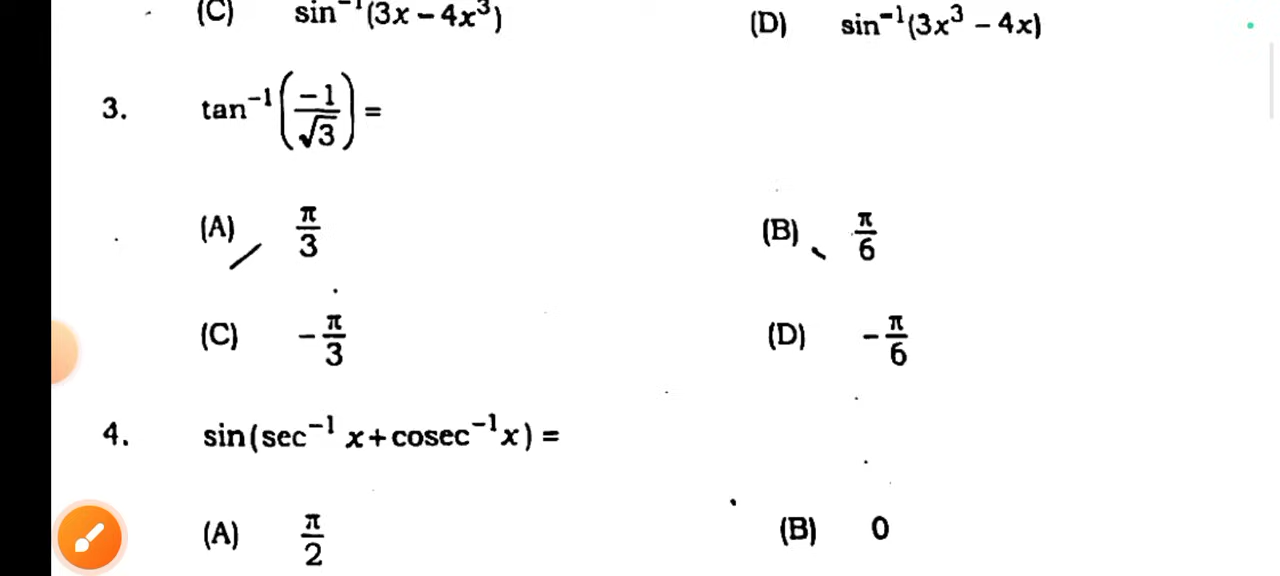 (C) sin⁻¹(3x – 4x³) (D) sin⁻¹(3x³ – 4x)
3. tan⁻¹(-1/√3) =
(A) π/3 (B) π/6
(C) -π/3 (D) -π/6
4. sin(sec⁻¹ x+cosec⁻¹x) =
(A) π/2 (B) 0